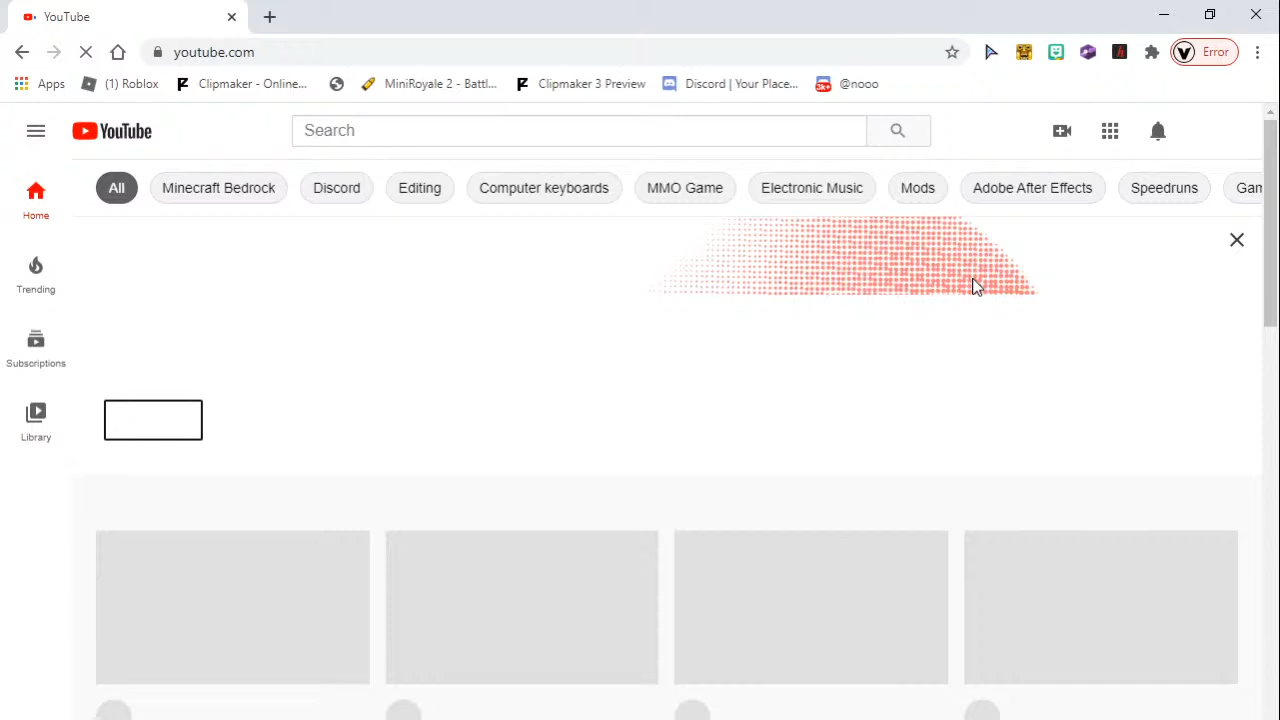 YouTube
youtube.com
Error
Apps
(1) Roblox
Clipmaker - Online...
MiniRoyale 2 - Battl...
Clipmaker 3 Preview
Discord | Your Place...
3k+
@nooo
YouTube
Search
All
Minecraft Bedrock
Discord
Editing
Computer keyboards
MMO Game
Electronic Music
Mods
Adobe After Effects
Speedruns
Gam
Home
Trending
Subscriptions
Library